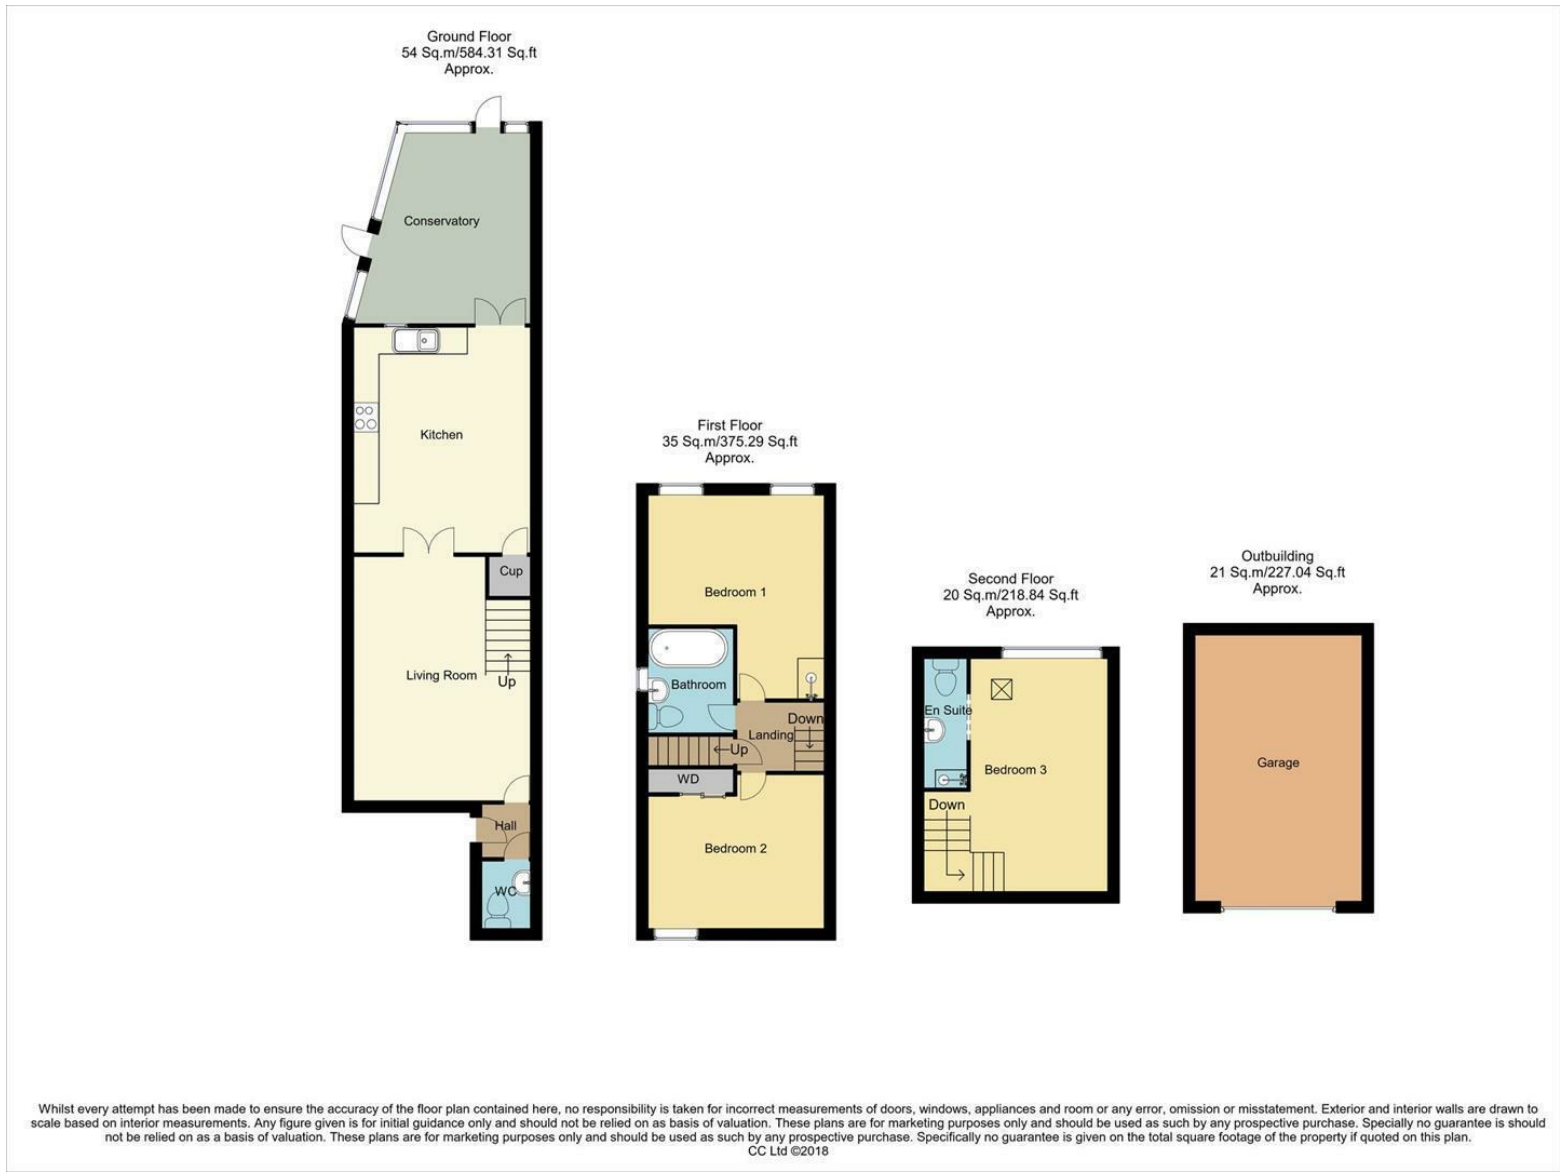 Ground Floor
54 Sq.m/584.31 Sq.ft
Approx.
Conservatory
Kitchen
Cup
Living Room
Up
Hall
WC
First Floor
35 Sq.m/375.29 Sq.ft
Approx.
Bedroom 1
Bathroom
Down
Landing
Up
WD
Bedroom 2
Second Floor
20 Sq.m/218.84 Sq.ft
Approx.
En Suite
Bedroom 3
Down
Outbuilding
21 Sq.m/227.04 Sq.ft
Approx.
Garage
Whilst every attempt has been made to ensure the accuracy of the floor plan contained here, no responsibility is taken for incorrect measurements of doors, windows, appliances and room or any error, omission or misstatement. Exterior and interior walls are drawn to
scale based on interior measurements. Any figure given is for initial guidance only and should not be relied on as basis of valuation. These plans are for marketing purposes only and should be used as such by any prospective purchase. Specially no guarantee is should
not be relied on as a basis of valuation. These plans are for marketing purposes only and should be used as such by any prospective purchase. Specifically no guarantee is given on the total square footage of the property if quoted on this plan.
CC Ltd ©2018